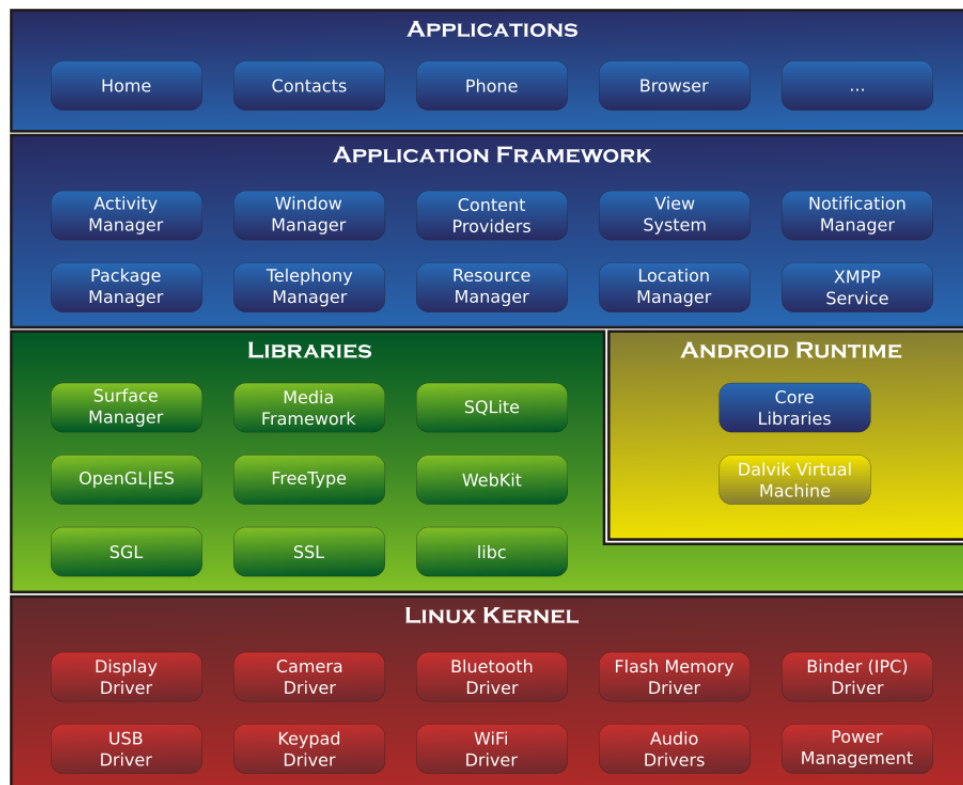 APPLICATIONS
Home
Contacts
Phone
Browser
...
APPLICATION FRAMEWORK
Activity
Manager
Window
Manager
Content
Providers
View
System
Notification
Manager
Package
Manager
Telephony
Manager
Resource
Manager
Location
Manager
XMPP
Service
LIBRARIES
Surface
Manager
Media
Framework
SQLite
OpenGL|ES
FreeType
WebKit
SGL
SSL
libc
ANDROID RUNTIME
Core
Libraries
Dalvik Virtual
Machine
LINUX KERNEL
Display
Driver
Camera
Driver
Bluetooth
Driver
Flash Memory
Driver
Binder (IPC)
Driver
USB
Driver
Keypad
Driver
WiFi
Driver
Audio
Drivers
Power
Management